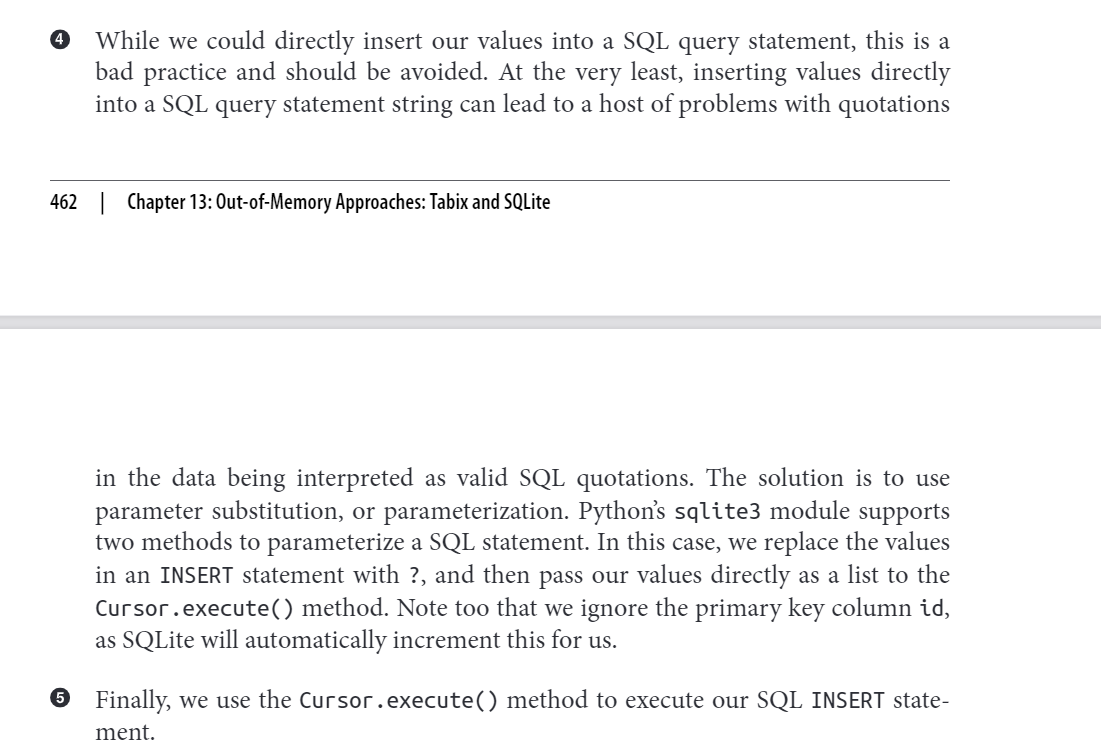 4 While we could directly insert our values into a SQL query statement, this is a
bad practice and should be avoided. At the very least, inserting values directly
into a SQL query statement string can lead to a host of problems with quotations
462 | Chapter 13: Out-of-Memory Approaches: Tabix and SQLite
in the data being interpreted as valid SQL quotations. The solution is to use
parameter substitution, or parameterization. Python’s sqlite3 module supports
two methods to parameterize a SQL statement. In this case, we replace the values
in an INSERT statement with ?, and then pass our values directly as a list to the
Cursor.execute() method. Note too that we ignore the primary key column id,
as SQLite will automatically increment this for us.
5 Finally, we use the Cursor.execute() method to execute our SQL INSERT state-
ment.